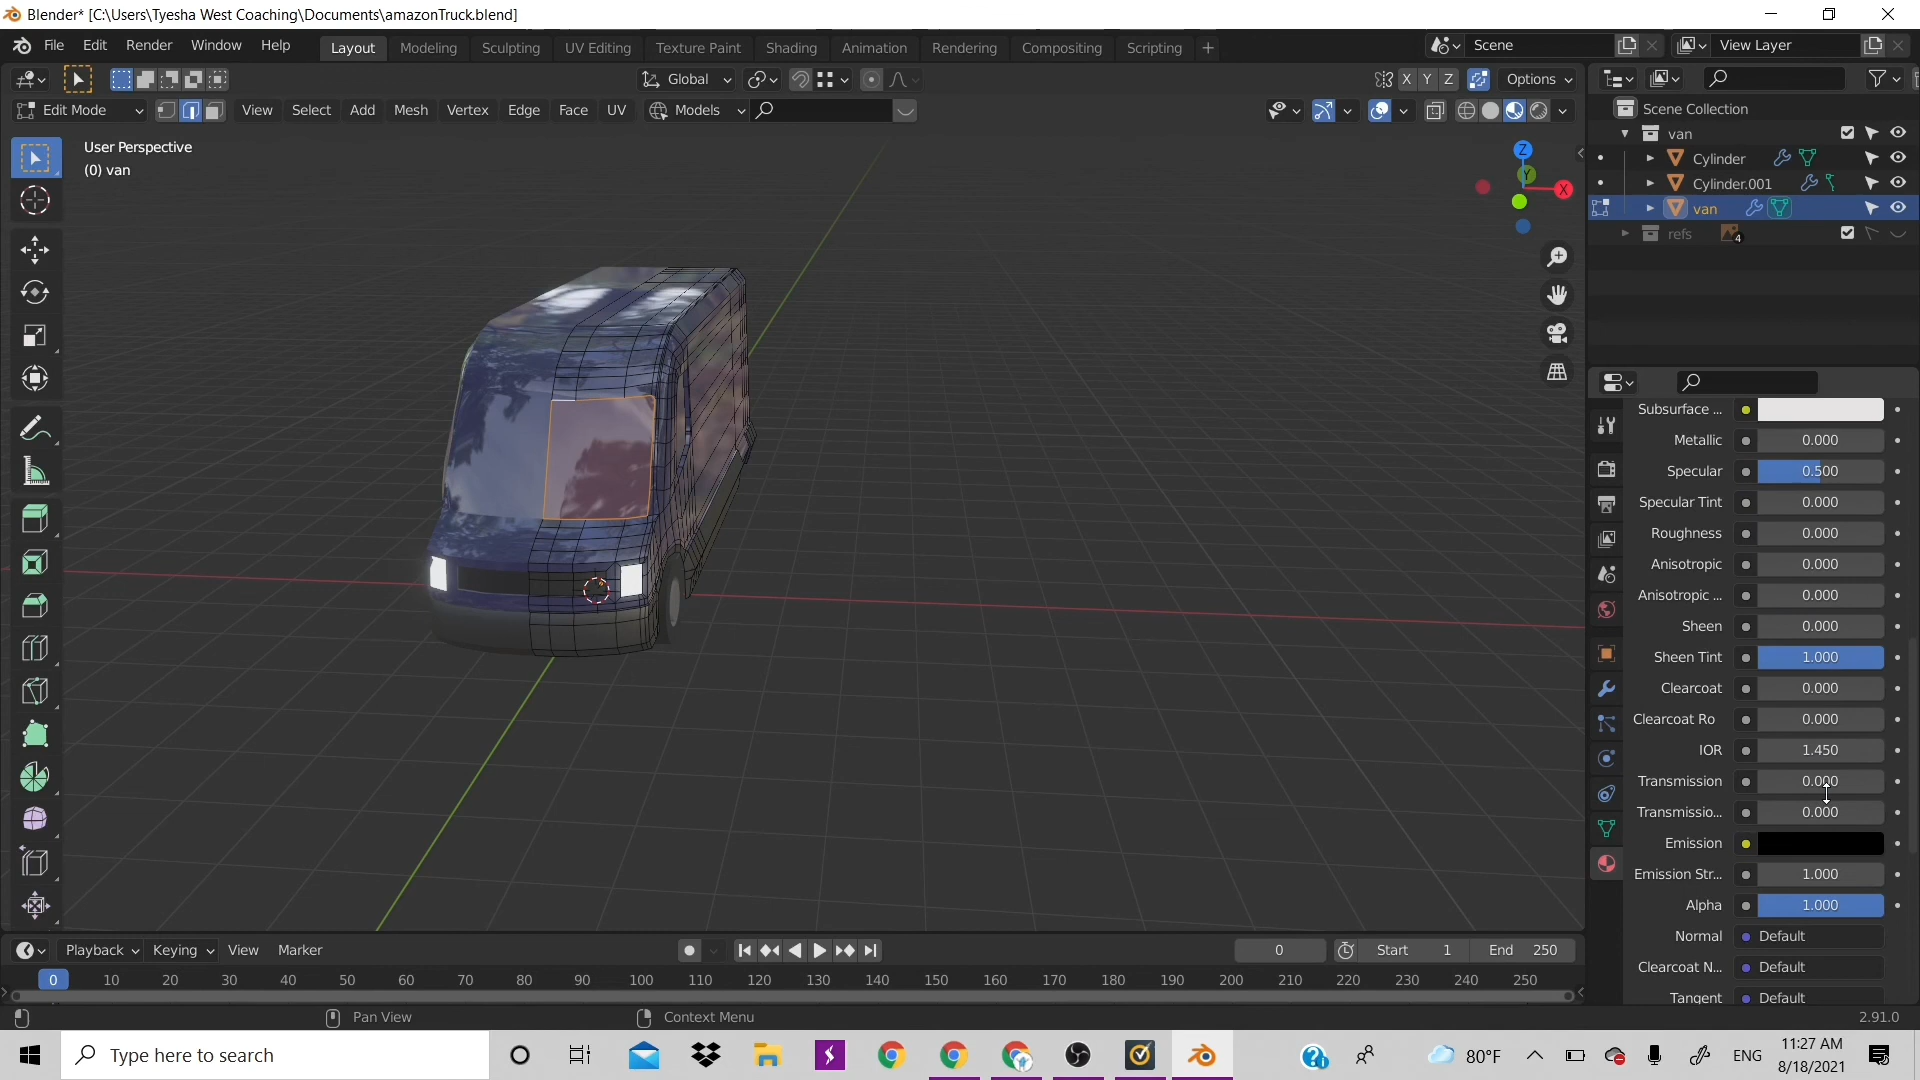 Blender* [C:\Users\Tyesha West Coaching\Documents\amazonTruck.blend]
File Edit Render Window Help Layout Modeling Sculpting UV Editing Texture Paint Shading Animation Rendering Compositing Scripting + Scene View Layer
Global X Y Z Options
Edit Mode View Select Add Mesh Vertex Edge Face UV Models
User Perspective
(0) van
Z
Y
X
Scene Collection
van
Cylinder
Cylinder.001
van
refs 4
Subsurface ...
Metallic 0.000
Specular 0.500
Specular Tint 0.000
Roughness 0.000
Anisotropic 0.000
Anisotropic ... 0.000
Sheen 0.000
Sheen Tint 1.000
Clearcoat 0.000
Clearcoat Ro 0.000
IOR 1.450
Transmission 0.000
Transmissio... 0.000
Emission
Emission Str... 1.000
Alpha 1.000
Normal Default
Clearcoat N... Default
Tangent Default
Playback Keying View Marker 0 Start 1 End 250
0 10 20 30 40 50 60 70 80 90 100 110 120 130 140 150 160 170 180 190 200 210 220 230 240 250
Pan View Context Menu 2.91.0
Type here to search 80°F ENG 11:27 AM
8/18/2021